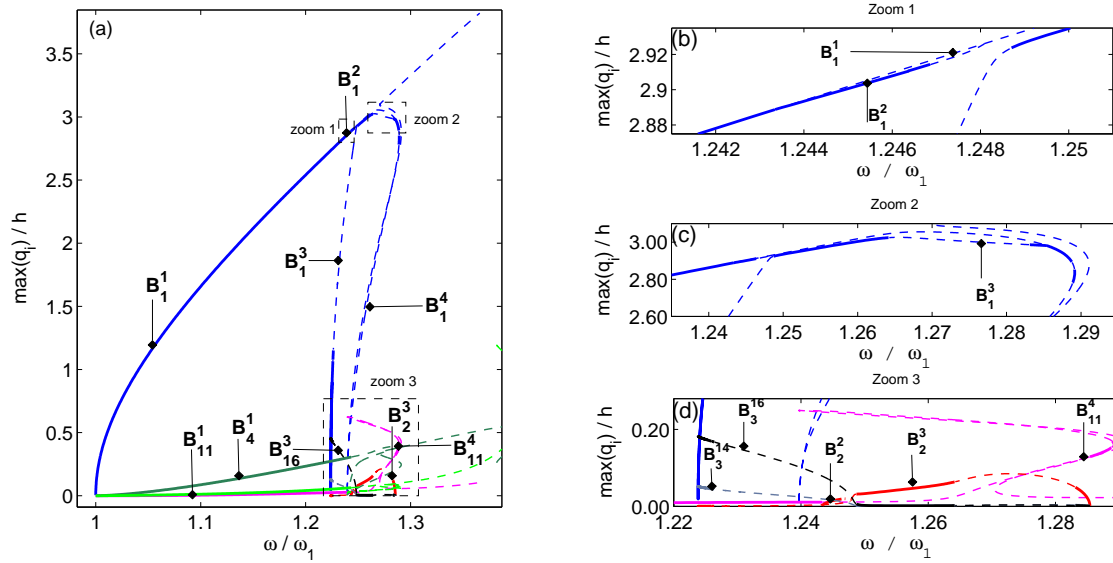 (a)
max(q_i) / h
3.5
3
2.5
2
1.5
1
0.5
0
1
1.1
1.2
1.3
ω / ω_1
B_1^2
zoom 1
zoom 2
B_1^3
B_1^1
B_1^4
zoom 3
B_11^1
B_4^1
B_16^3
B_2^3
B_11^4
Zoom 1
(b)
max(q_i) / h
2.92
2.90
2.88
B_1^1
B_1^2
1.242
1.244
1.246
1.248
1.25
ω / ω_1
Zoom 2
(c)
max(q_i) / h
3.00
2.80
2.60
B_1^3
1.24
1.25
1.26
1.27
1.28
1.29
ω / ω_1
Zoom 3
(d)
max(q_i) / h
0.20
0.00
B_3^16
B_3^14
B_2^2
B_2^3
B_11^4
1.22
1.24
1.26
1.28
ω / ω_1